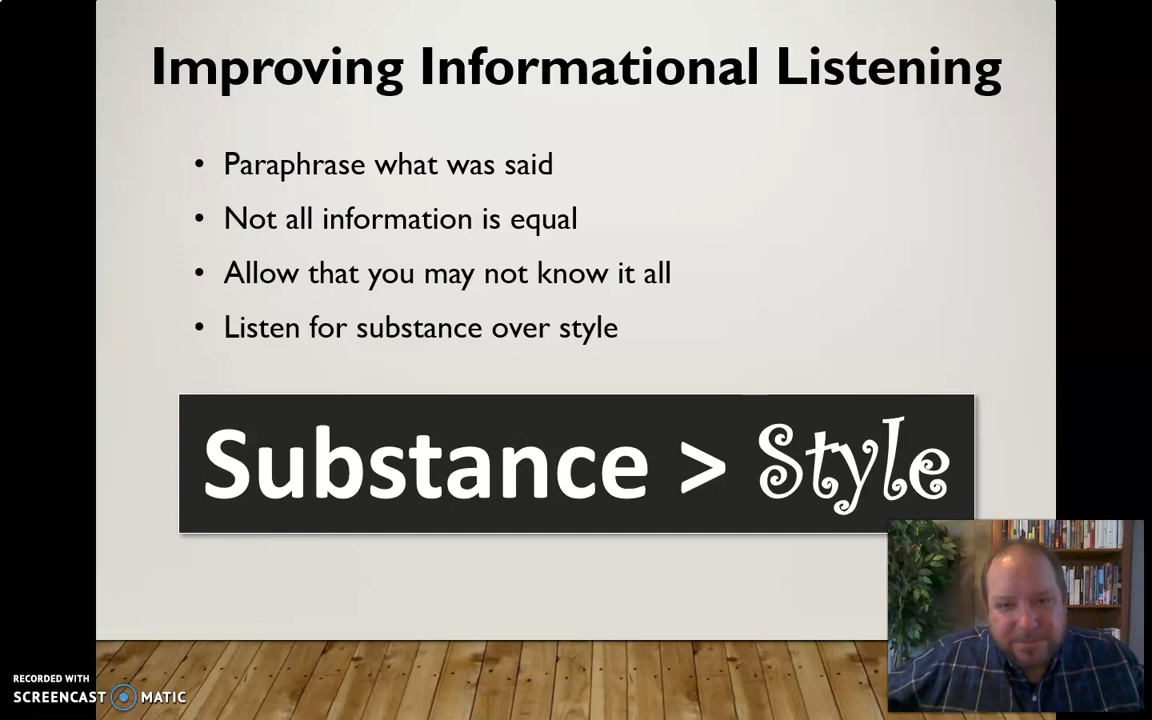 Improving Informational Listening
• Paraphrase what was said
• Not all information is equal
• Allow that you may not know it all
• Listen for substance over style
Substance > Style
RECORDED WITH
SCREENCAST MATIC